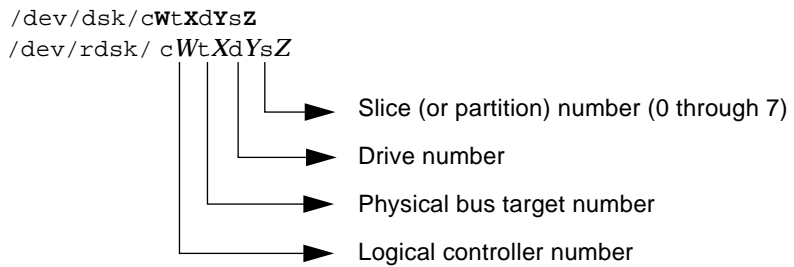 /dev/dsk/cWtXdYsZ
/dev/rdsk/ cWtXdYsZ
Slice (or partition) number (0 through 7)
Drive number
Physical bus target number
Logical controller number